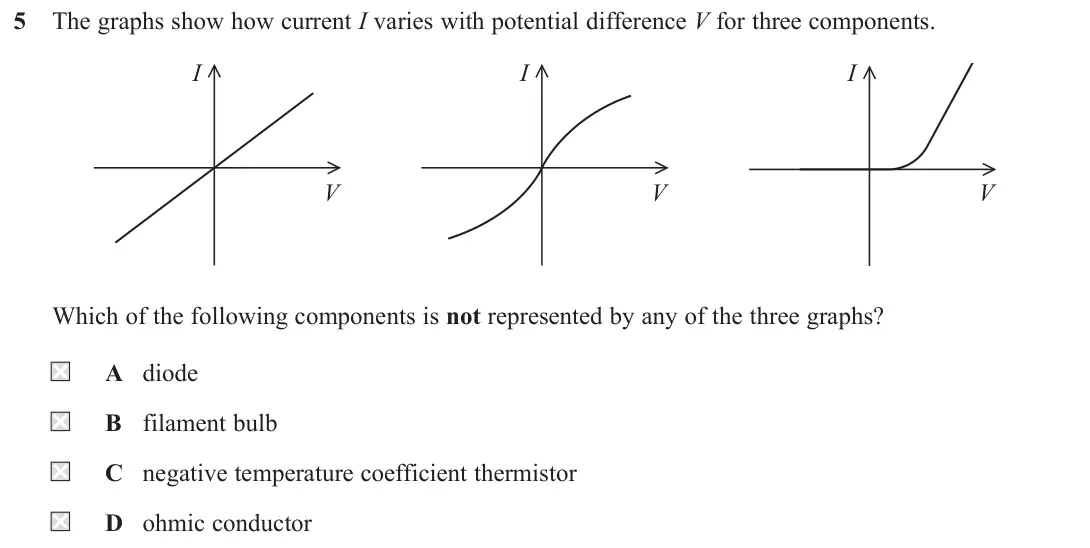 5 The graphs show how current I varies with potential difference V for three components.
I I I
V V V
Which of the following components is not represented by any of the three graphs?
A diode
B filament bulb
C negative temperature coefficient thermistor
D ohmic conductor